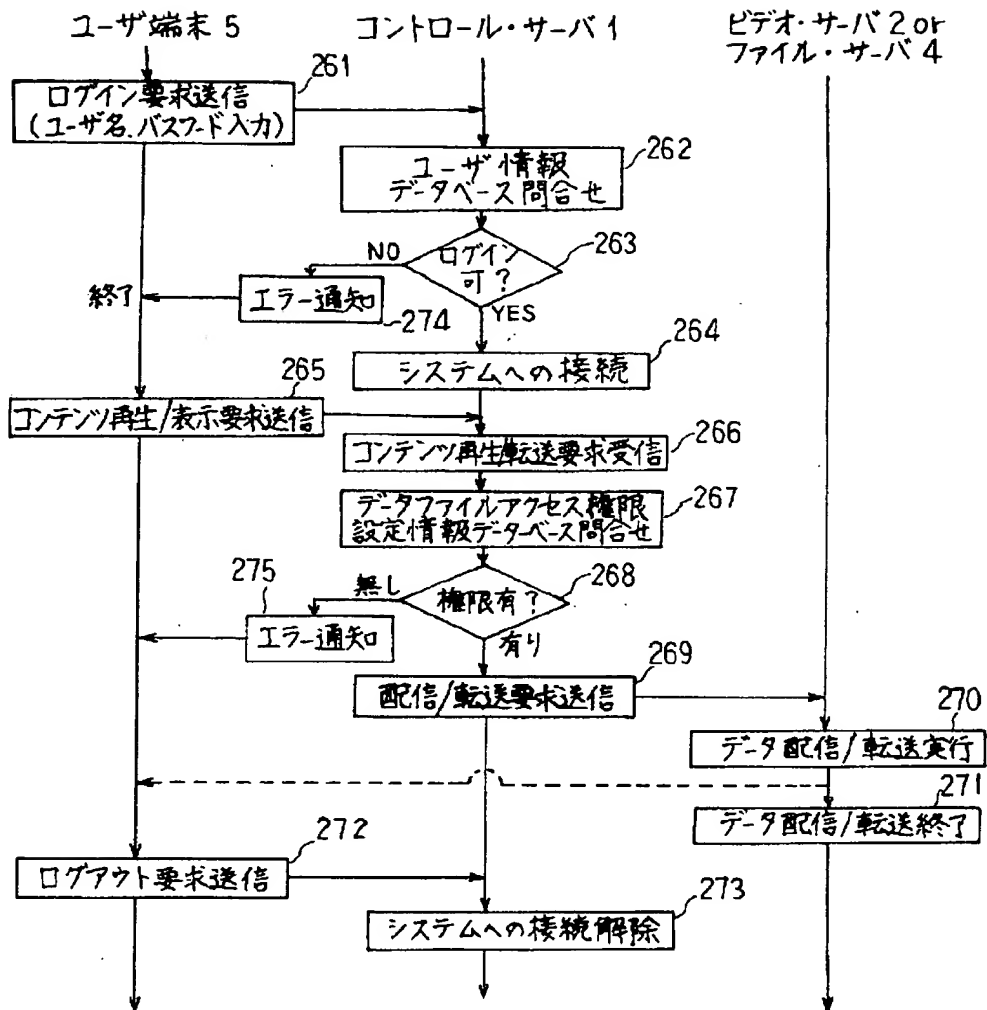 ユーザ端末 5
コントロール・サーバ 1
ビデオ・サーバ 2 or
ファイル・サーバ 4
261
ログイン要求送信
(ユーザ名、パスワード入力)
262
ユーザ情報
データベース問合せ
263
ログイン
可?
NO
YES
エラー通知
274
終了
264
システムへの接続
265
コンテンツ再生/表示要求送信
266
コンテンツ再生/転送要求受信
267
データファイルアクセス権限
設定情報データーベース問合せ
268
権限有?
無し
有り
275
エラー通知
269
配信/転送要求送信
270
データ配信/転送実行
271
データ配信/転送終了
272
ログアウト要求送信
273
システムへの接続解除